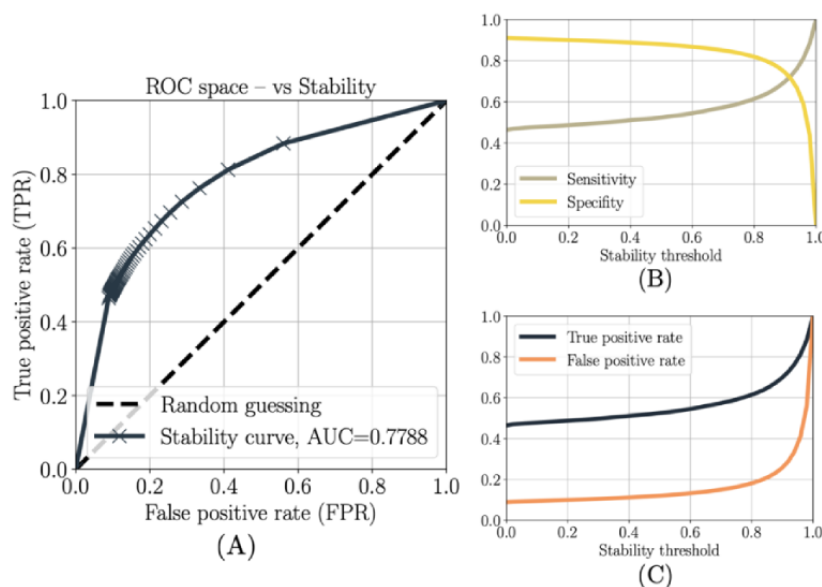 ROC space – vs Stability
1.0
0.8
0.6
0.4
0.2
0.0
True positive rate (TPR)
Random guessing
Stability curve, AUC=0.7788
0.0 0.2 0.4 0.6 0.8 1.0
False positive rate (FPR)
(A)
1.0
0.8
0.6
0.4
0.2
0.0
Sensitivity
Specifity
0.0 0.2 0.4 0.6 0.8 1.0
Stability threshold
(B)
1.0
0.8
0.6
0.4
0.2
0.0
True positive rate
False positive rate
0.0 0.2 0.4 0.6 0.8 1.0
Stability threshold
(C)